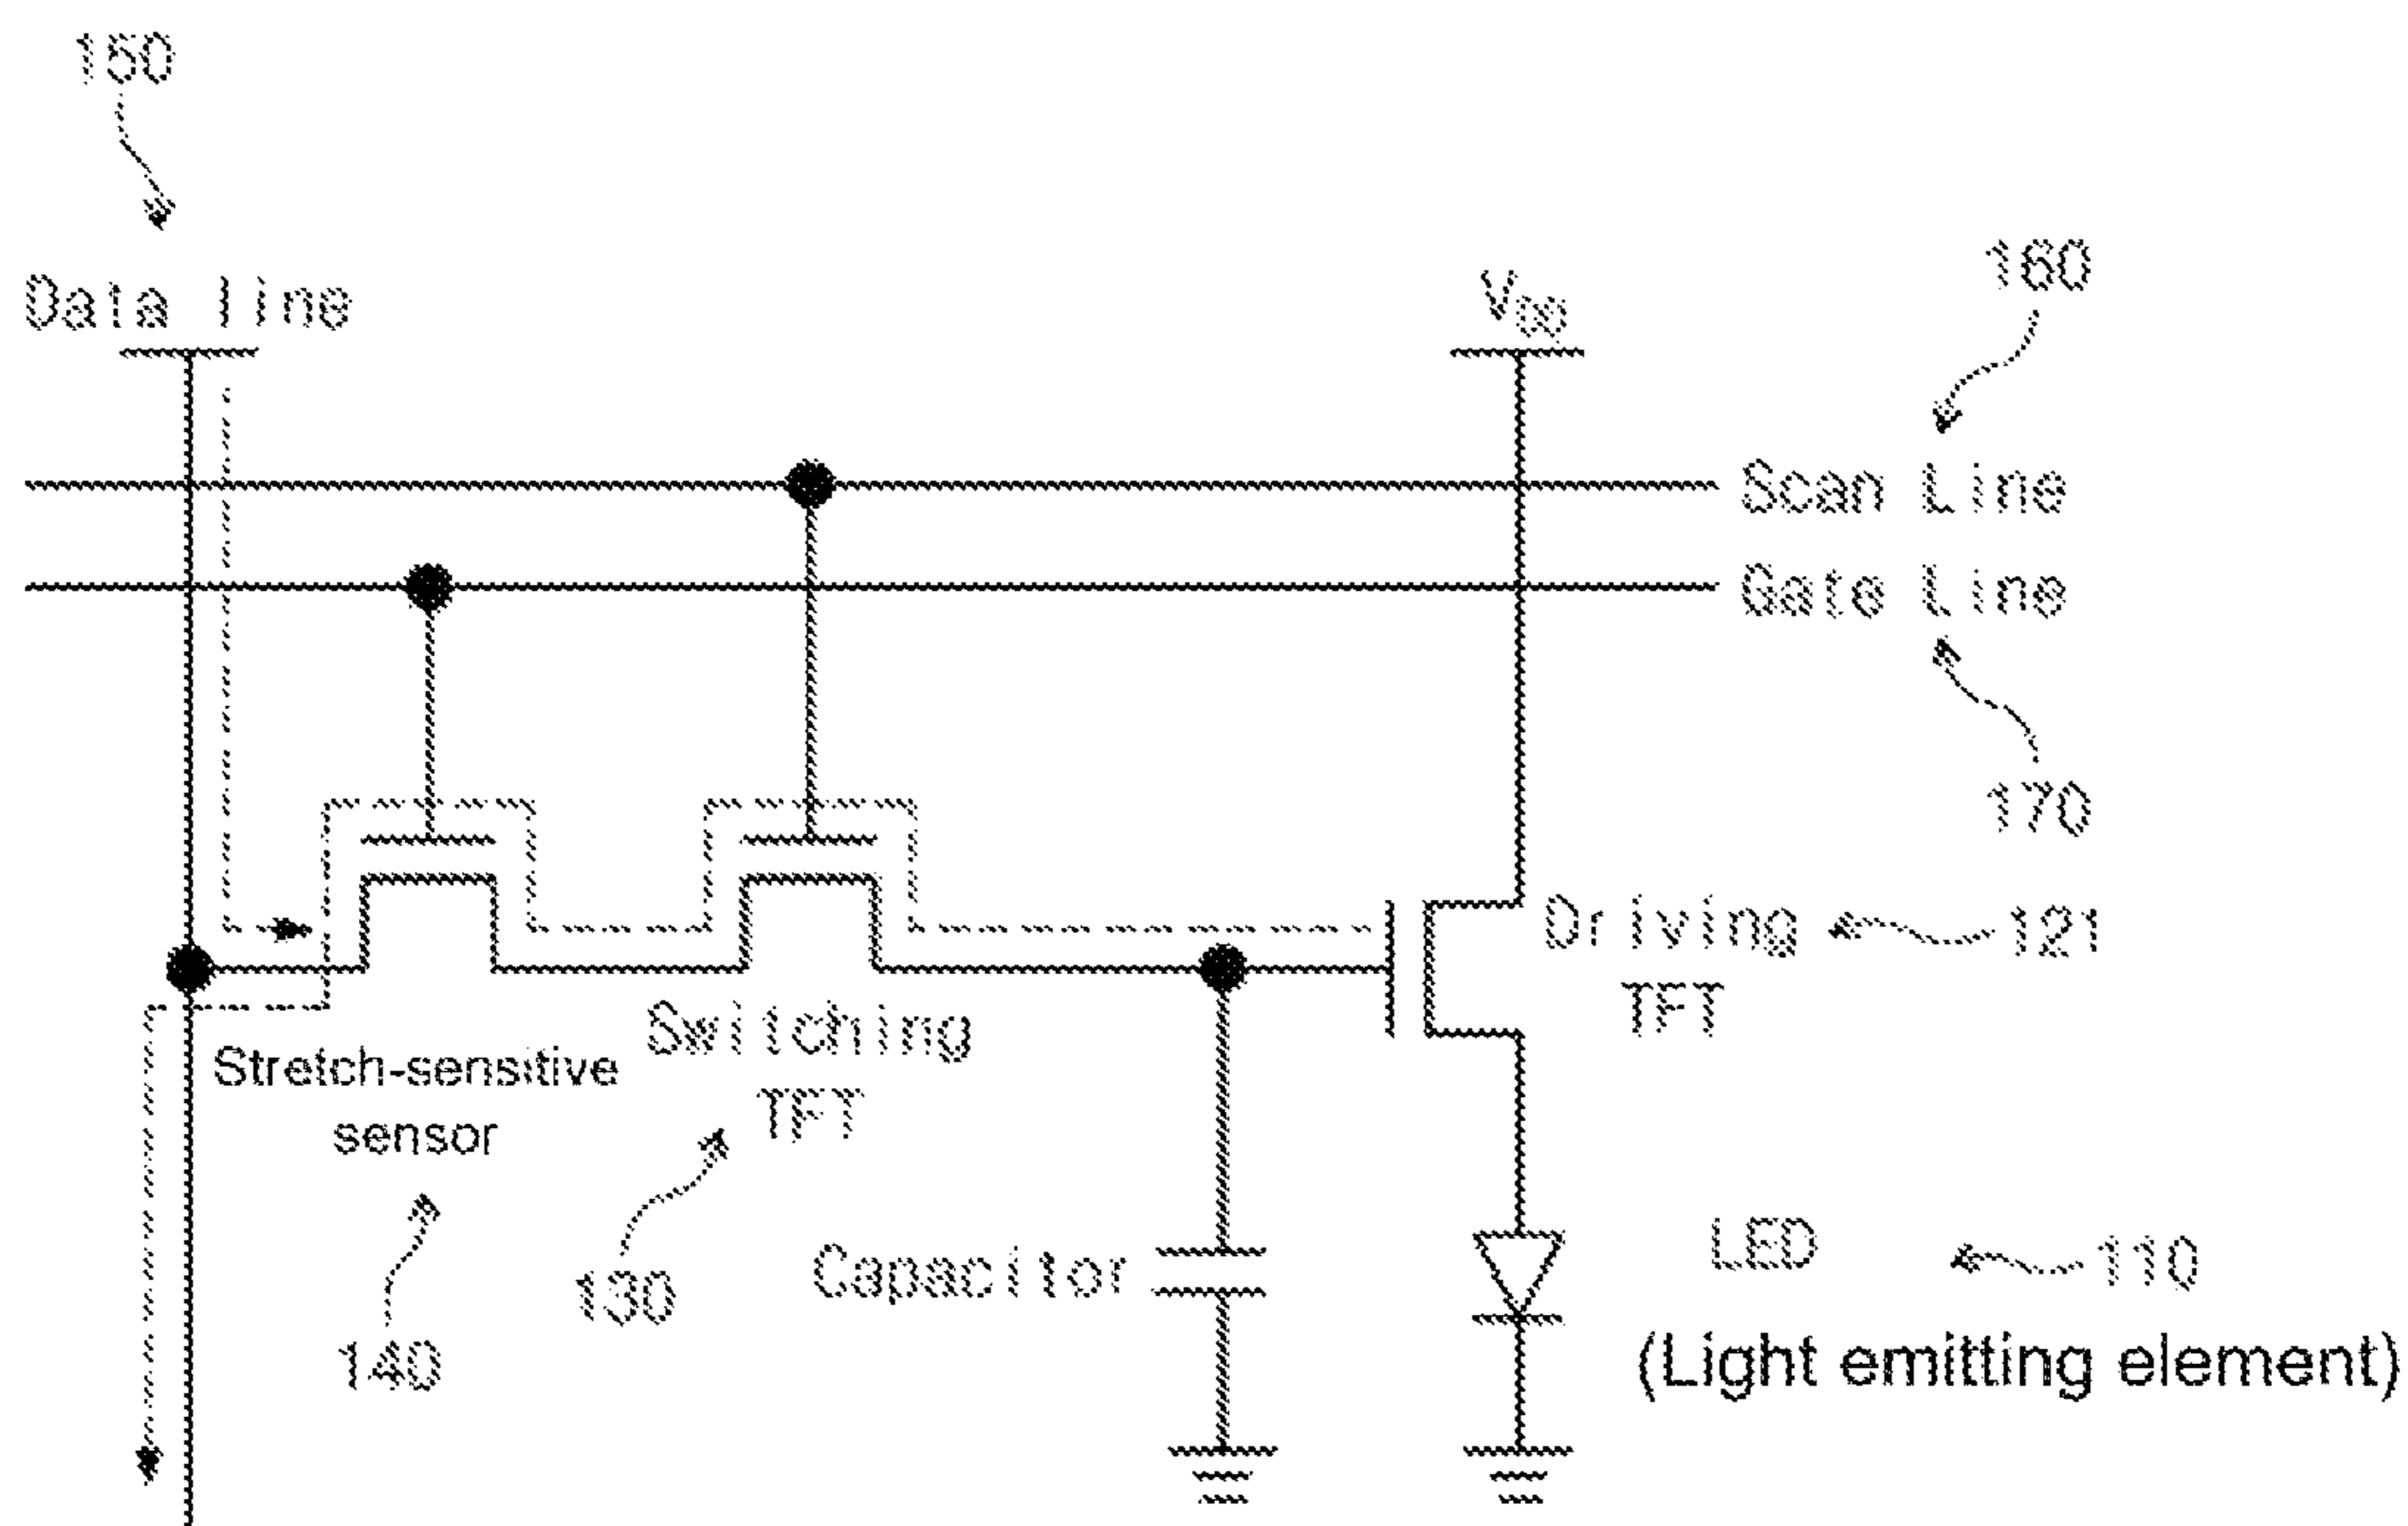 150
Data line
VDD
160
Scan Line
Gate Line
170
Driving
TFT
121
Switching
TFT
Stretch-sensitive
sensor
130
140
Capacitor
LED
110
(Light emitting element)